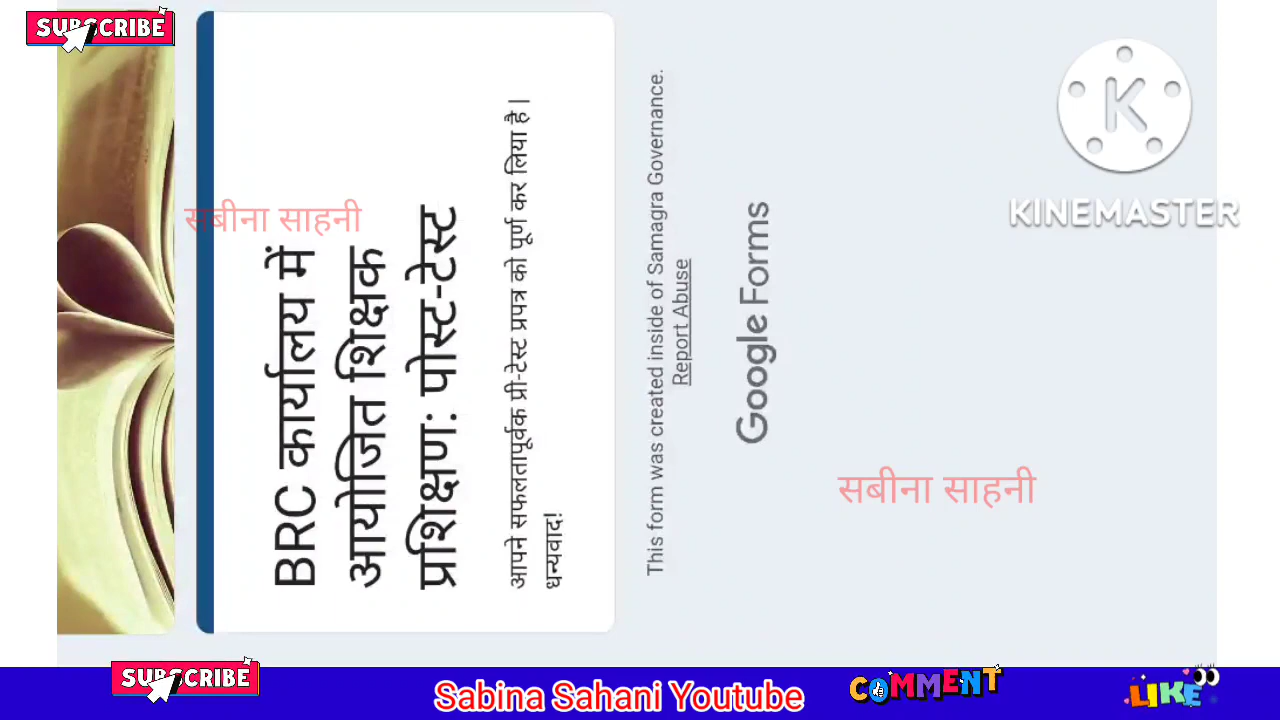 SUBSCRIBE
BRC कार्यालय में
आयोजित शिक्षक
प्रशिक्षण: पोस्ट-टेस्ट
आपने सफलतापूर्वक प्री-टेस्ट प्रपत्र को पूर्ण कर लिया है |
धन्यवाद!
This form was created inside of Samagra Governance.
Report Abuse
Google Forms
सबीना साहनी
K
KINEMASTER
सबीना साहनी
SUBSCRIBE
Sabina Sahani Youtube
COMMENT
LIKE